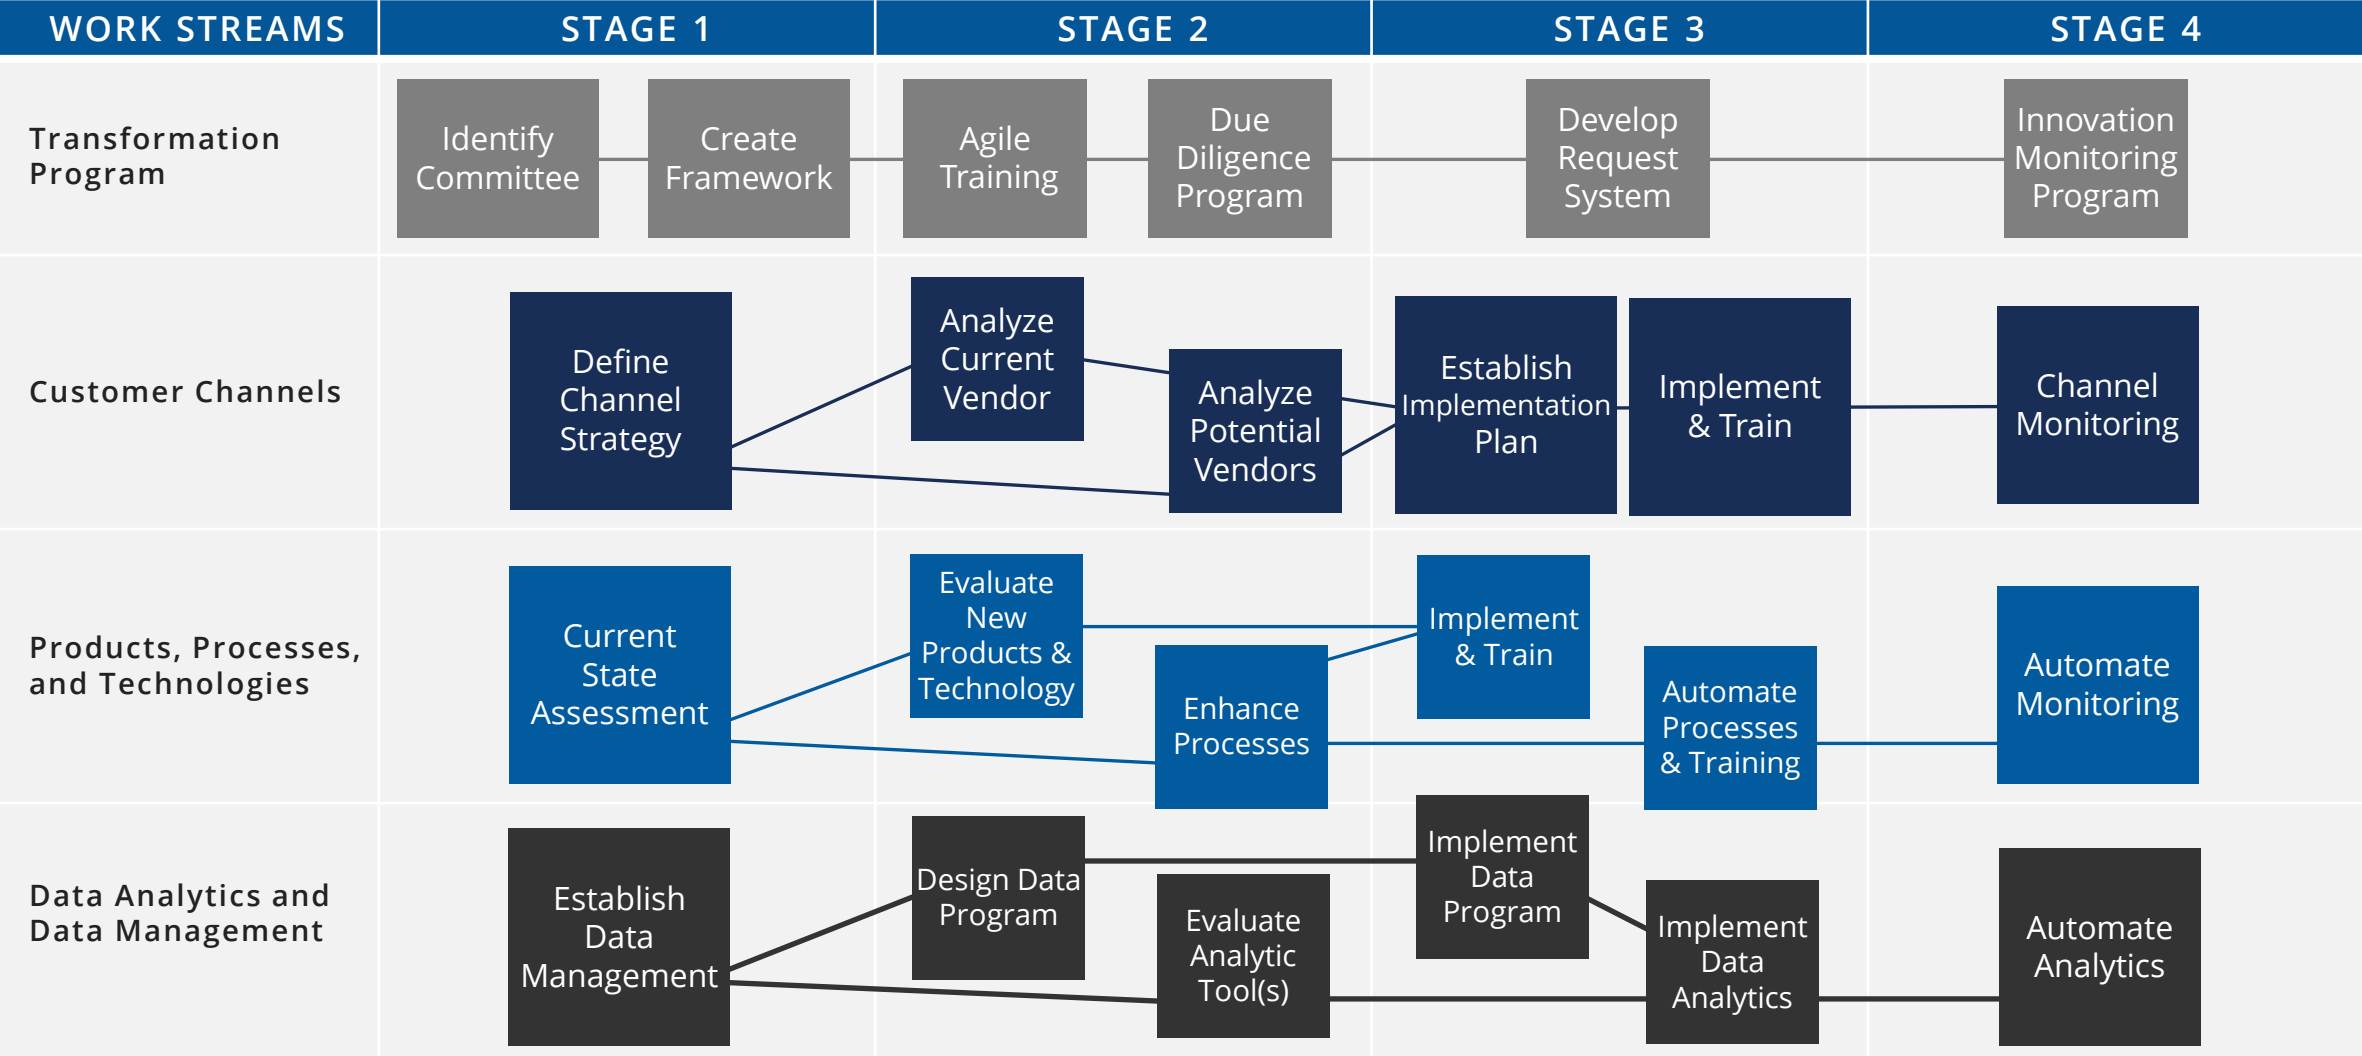 WORK STREAMS
STAGE 1
STAGE 2
STAGE 3
STAGE 4
Transformation
Program
Identify
Committee
Create
Framework
Agile
Training
Due
Diligence
Program
Develop
Request
System
Innovation
Monitoring
Program
Customer Channels
Define
Channel
Strategy
Analyze
Current
Vendor
Analyze
Potential
Vendors
Establish
Implementation
Plan
Implement
& Train
Channel
Monitoring
Products, Processes,
and Technologies
Current
State
Assessment
Evaluate
New
Products &
Technology
Enhance
Processes
Implement
& Train
Automate
Processes
& Training
Automate
Monitoring
Data Analytics and
Data Management
Establish
Data
Management
Design Data
Program
Evaluate
Analytic
Tool(s)
Implement
Data
Program
Implement
Data
Analytics
Automate
Analytics